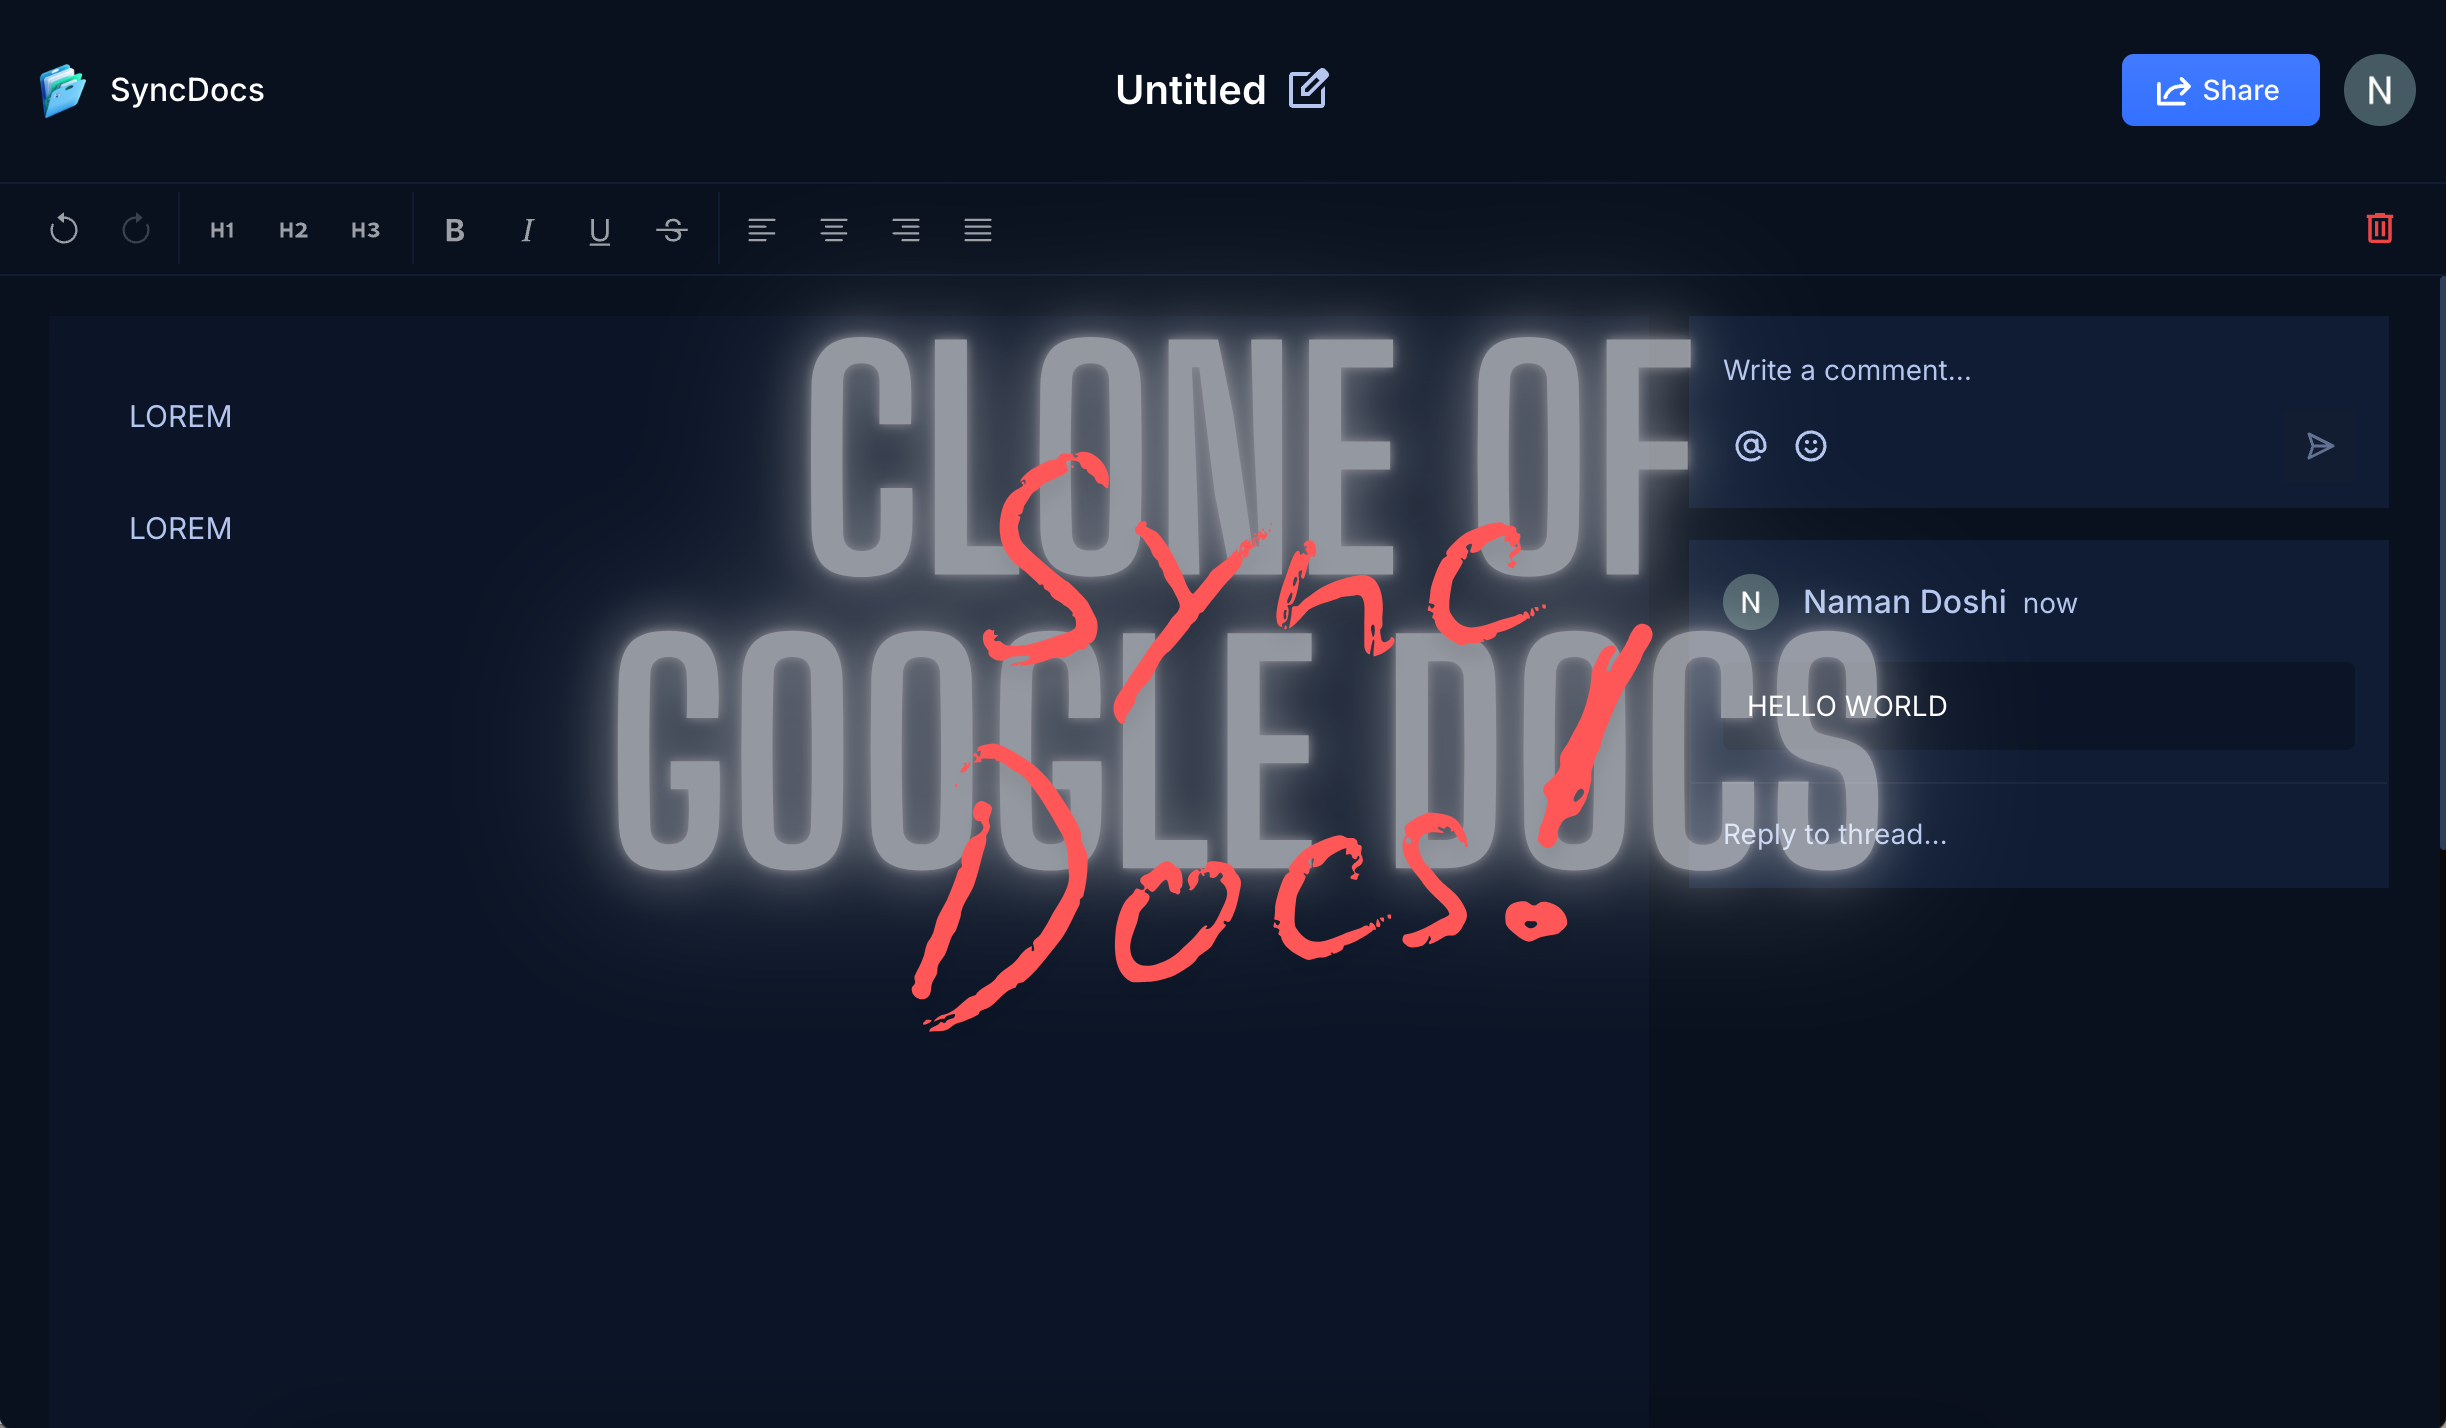 SyncDocs
Untitled
Share
N
H1 H2 H3 B I U S
CLONE OF
GOOGLE DOCS
Sync
Docs!
LOREM
LOREM
Write a comment...
N Naman Doshi now
HELLO WORLD
Reply to thread...